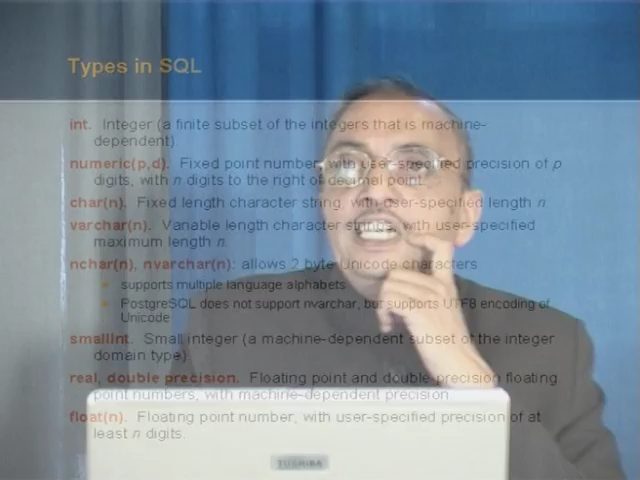 Types in SQL
int. Integer (a finite subset of the integers that is machine-
dependent)
numeric(p,d). Fixed point number, with user-specified precision of p
digits, with n digits to the right of decimal point.
char(n). Fixed length character string, with user-specified length n.
varchar(n). Variable length character strings, with user-specified
maximum length n.
nchar(n), nvarchar(n): allows 2 byte Unicode characters
supports multiple language alphabets
PostgreSQL does not support nvarchar, but supports UTF8 encoding of
Unicode
smallint. Small integer (a machine-dependent subset of the integer
domain type)
real, double precision. Floating point and double-precision floating
point numbers, with machine-dependent precision
float(n). Floating point number, with user-specified precision of at
least n digits.
TOSHIBA